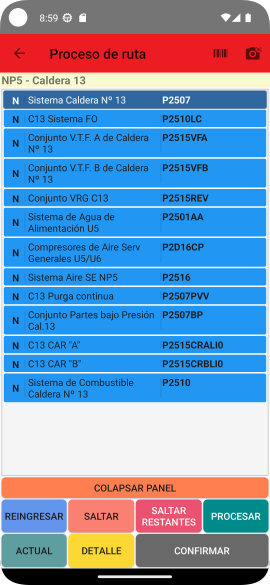 8:59
Proceso de ruta
NP5 - Caldera 13
N Sistema Caldera Nº 13 P2507
N C13 Sistema FO P2510LC
N Conjunto V.T.F. A de Caldera P2515VFA
Nº 13
N Conjunto V.T.F. B de Caldera P2515VFB
Nº 13
N Conjunto VRG C13 P2515REV
N Sistema de Agua de P2501AA
Alimentación U5
N Compresores de Aire Serv P2D16CP
Generales U5/U6
N Sistema Aire SE NP5 P2516
N C13 Purga continua P2507PVV
N Conjunto Partes bajo Presión P2507BP
Cal.13
N C13 CAR "A" P2515CRALI0
N C13 CAR "B" P2515CRBLI0
N Sistema de Combustible P2510
Caldera Nº 13
COLAPSAR PANEL
REINGRESAR SALTAR SALTAR RESTANTES PROCESAR
ACTUAL DETALLE CONFIRMAR